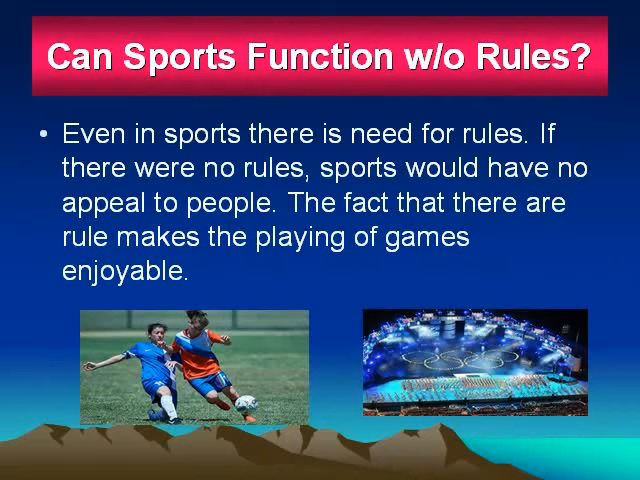 Can Sports Function w/o Rules?
• Even in sports there is need for rules. If
there were no rules, sports would have no
appeal to people. The fact that there are
rule makes the playing of games
enjoyable.